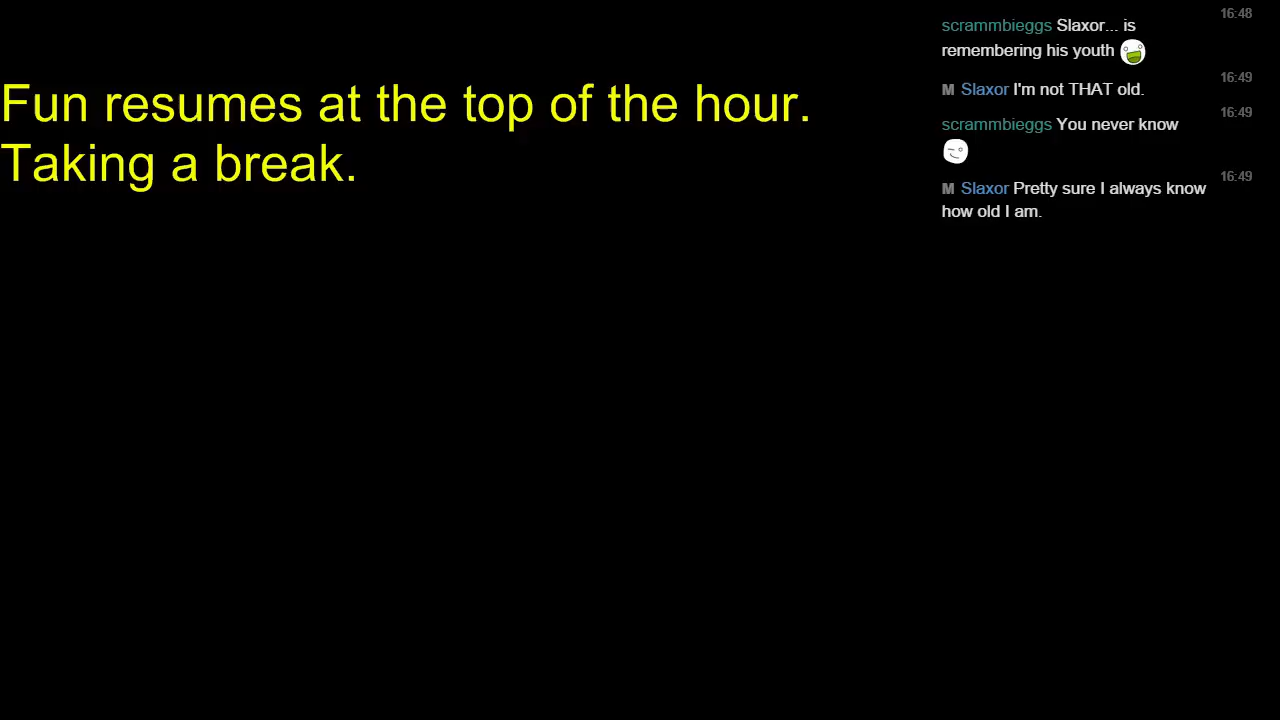 Fun resumes at the top of the hour.
Taking a break.
16:48
scrammbieggs Slaxor... is
remembering his youth
16:49
M Slaxor I'm not THAT old.
16:49
scrammbieggs You never know
16:49
M Slaxor Pretty sure I always know
how old I am.